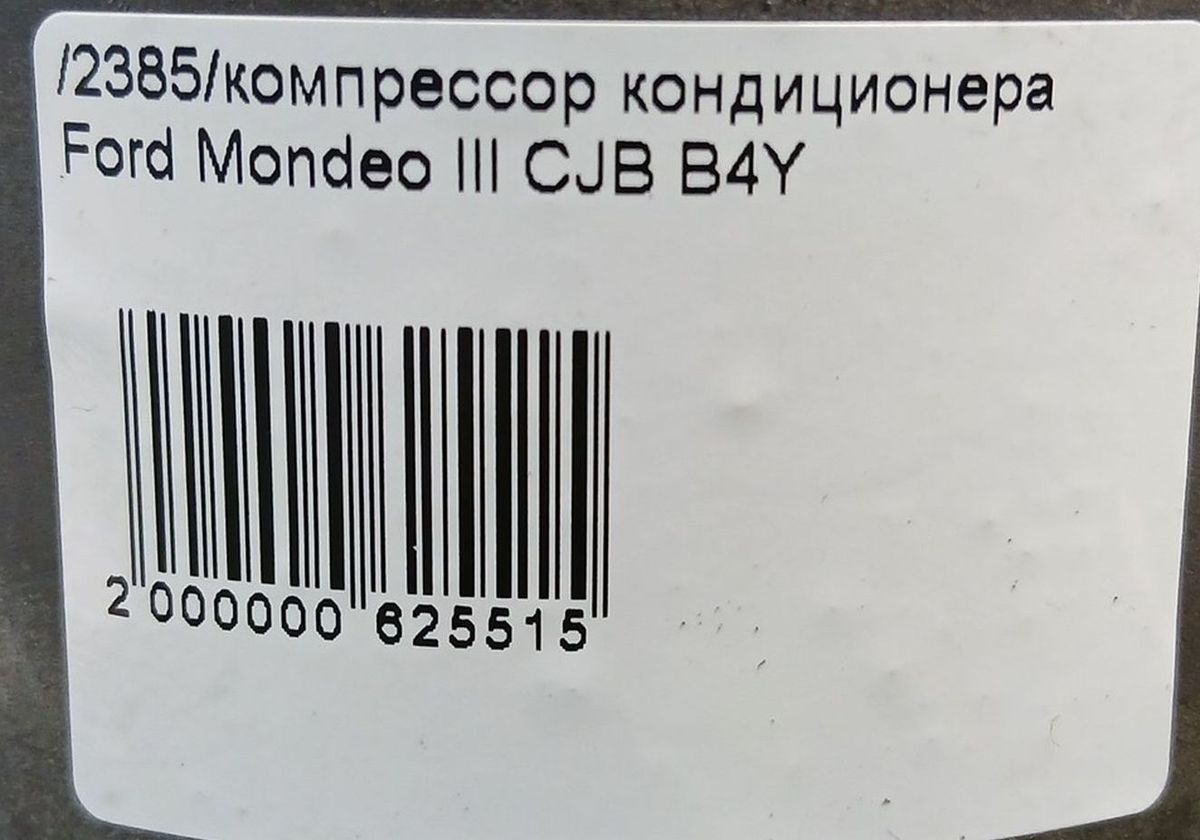 /2385/компрессор кондиционера
Ford Mondeo III CJB B4Y
2 000000 625515